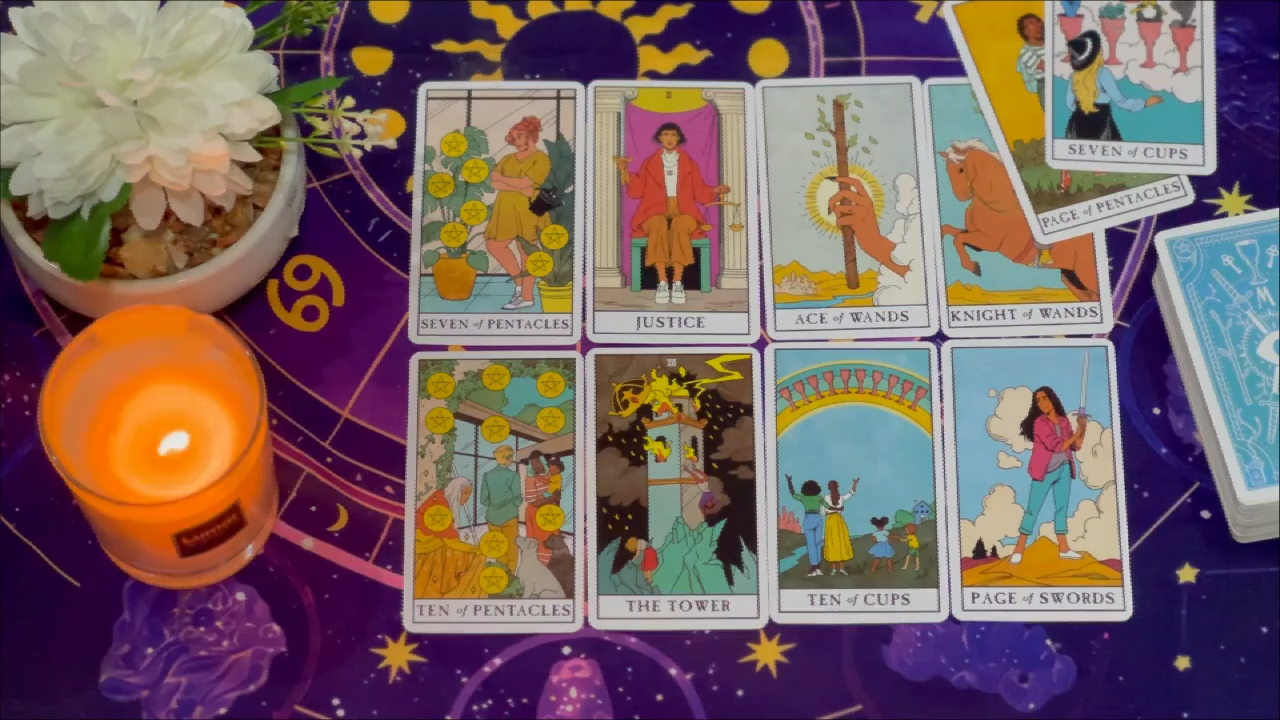 SEVEN of CUPS
PAGE of PENTACLES
SEVEN of PENTACLES
JUSTICE
ACE of WANDS
KNIGHT of WANDS
TEN of PENTACLES
THE TOWER
TEN of CUPS
PAGE of SWORDS